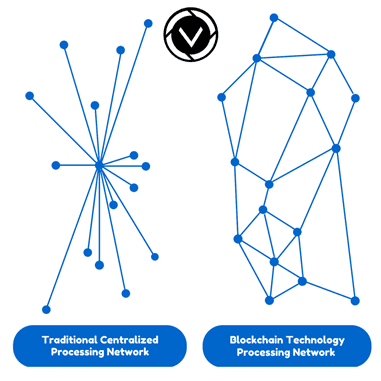 Traditional Centralized
Processing Network
Blockchain Technology
Processing Network